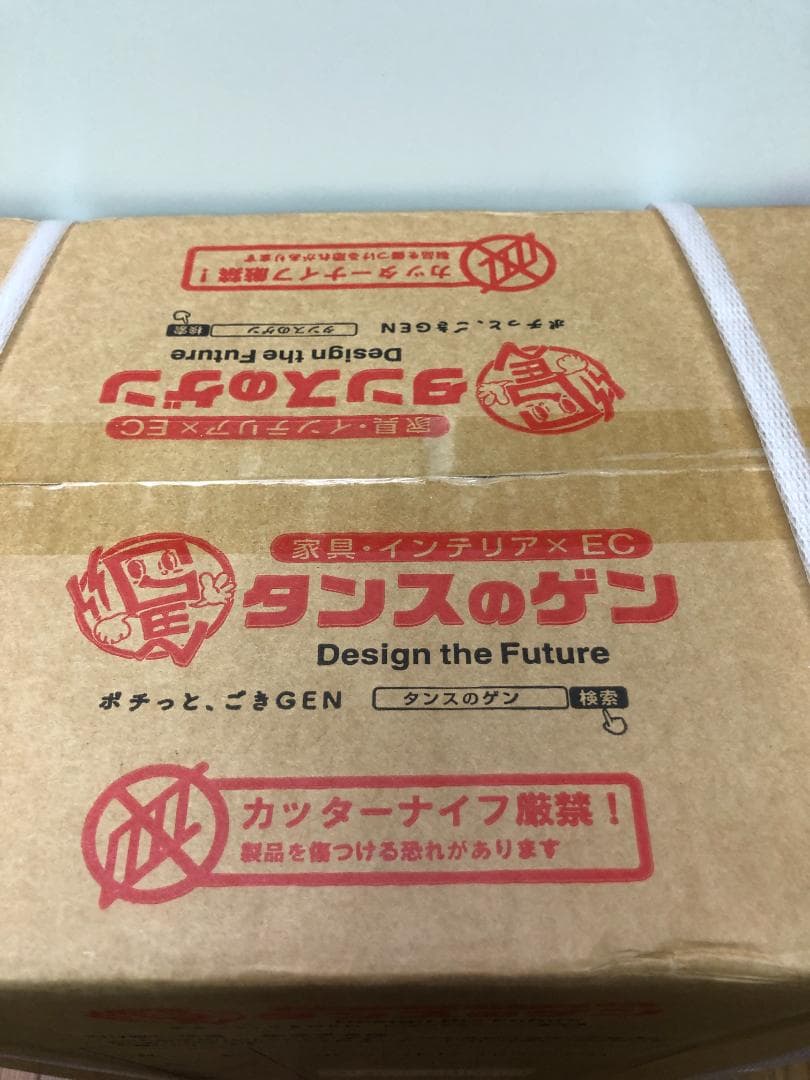 カッターナイフ厳禁！
製品を傷つける恐れがあります
ポチっと、ごきGEN タンスのゲン 検索
Design the Future
タンスのゲン
家具・インテリア×EC
家具・インテリア×EC
タンスのゲン
Design the Future
ポチっと、ごきGEN タンスのゲン 検索
カッターナイフ厳禁！
製品を傷つける恐れがあります